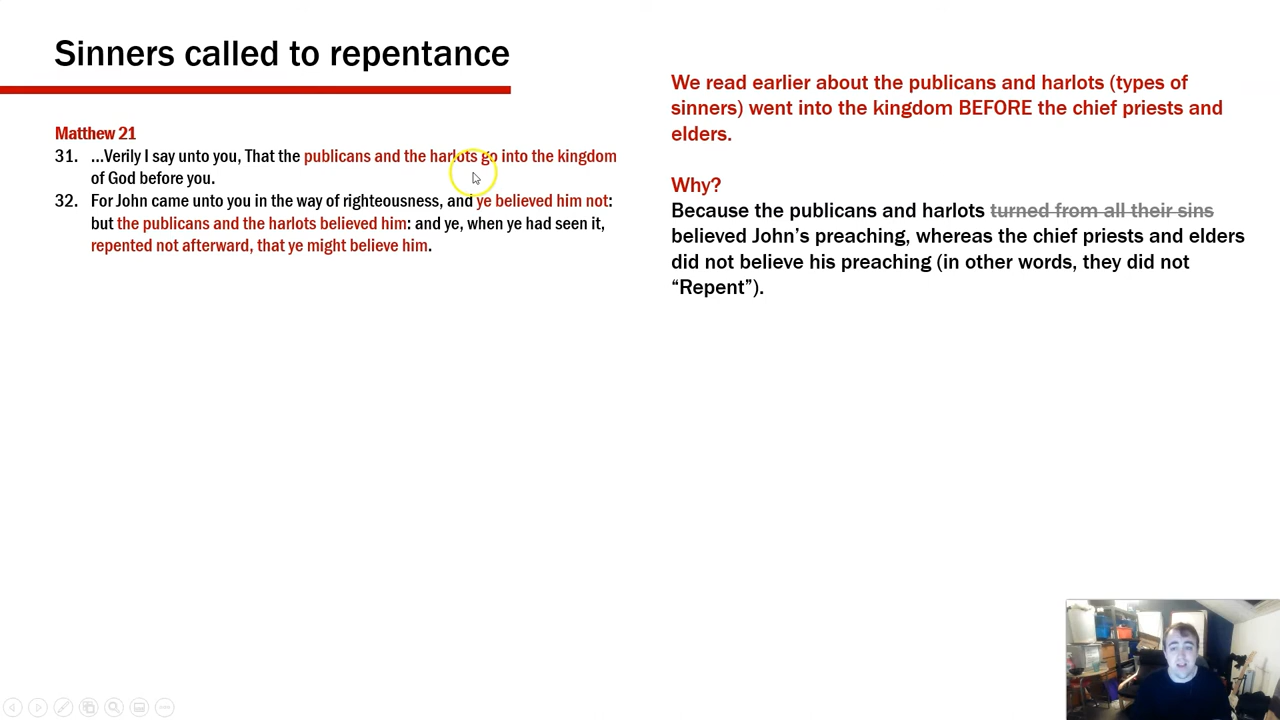 Sinners called to repentance
Matthew 21
31. ...Verily I say unto you, That the publicans and the harlots go into the kingdom
of God before you.
32. For John came unto you in the way of righteousness, and ye believed him not:
but the publicans and the harlots believed him: and ye, when ye had seen it,
repented not afterward, that ye might believe him.
We read earlier about the publicans and harlots (types of
sinners) went into the kingdom BEFORE the chief priests and
elders.
Why?
Because the publicans and harlots turned from all their sins
believed John’s preaching, whereas the chief priests and elders
did not believe his preaching (in other words, they did not
“Repent”).